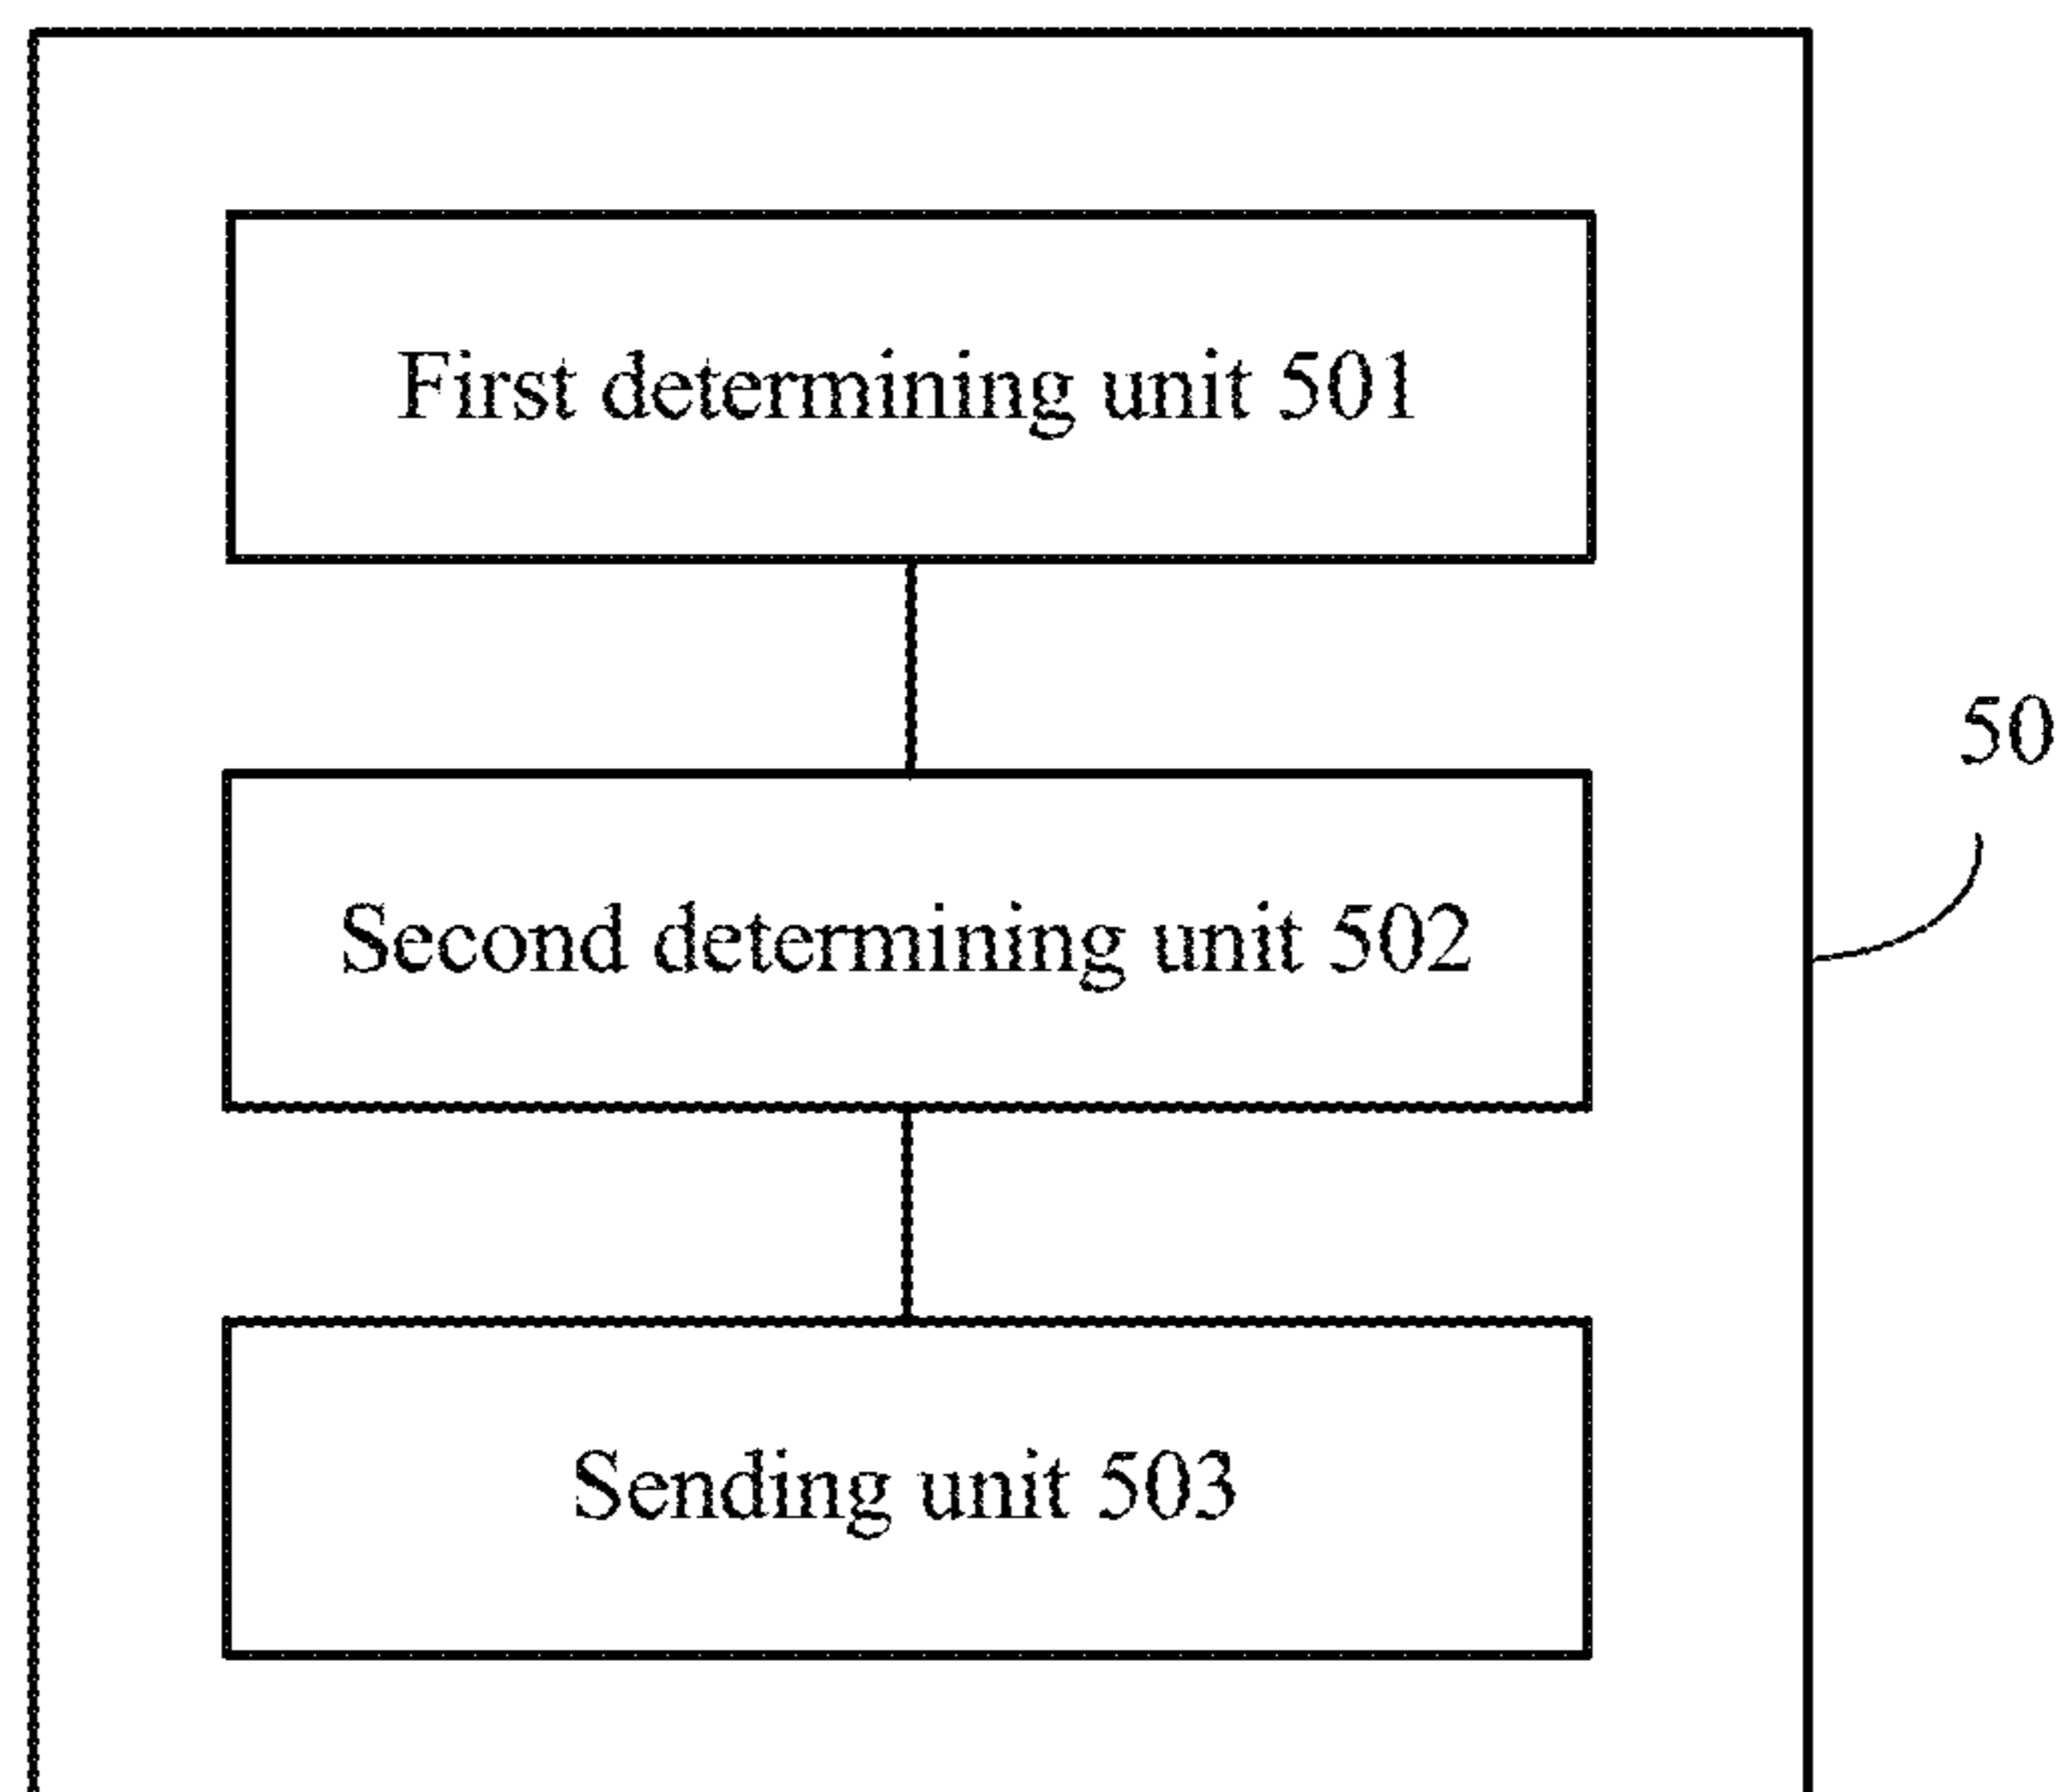 First determining unit 501
50
Second determining unit 502
Sending unit 503